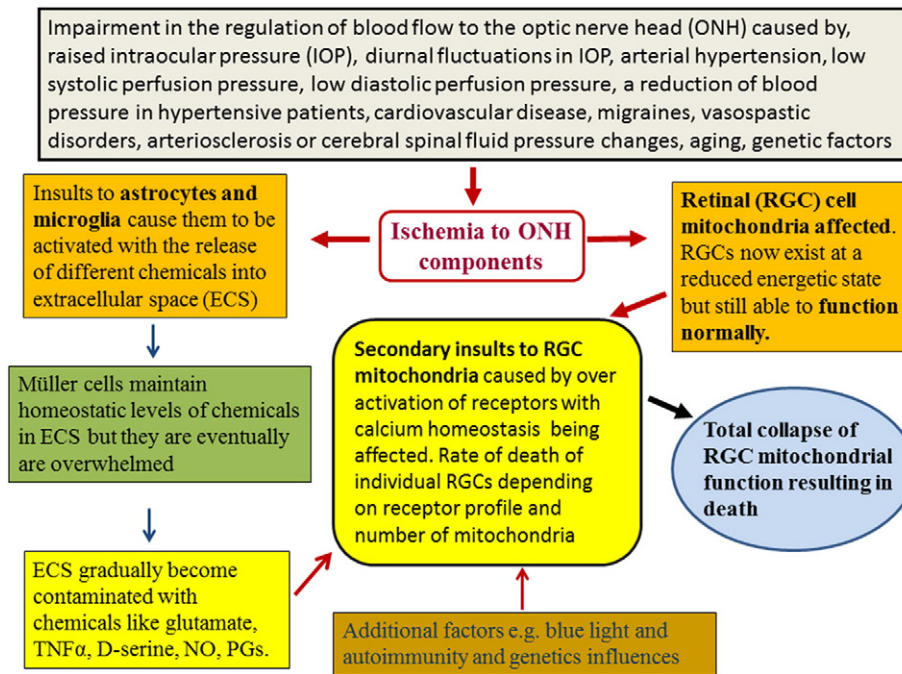 Impairment in the regulation of blood flow to the optic nerve head (ONH) caused by,
raised intraocular pressure (IOP), diurnal fluctuations in IOP, arterial hypertension, low
systolic perfusion pressure, low diastolic perfusion pressure, a reduction of blood
pressure in hypertensive patients, cardiovascular disease, migraines, vasospastic
disorders, arteriosclerosis or cerebral spinal fluid pressure changes, aging, genetic factors
Insults to astrocytes and
microglia cause them to be
activated with the release
of different chemicals into
extracellular space (ECS)
Ischemia to ONH
components
Retinal (RGC) cell
mitochondria affected.
RGCs now exist at a
reduced energetic state
but still able to function
normally.
Müller cells maintain
homeostatic levels of chemicals
in ECS but they are eventually
are overwhelmed
Secondary insults to RGC
mitochondria caused by over
activation of receptors with
calcium homeostasis being
affected. Rate of death of
individual RGCs depending
on receptor profile and
number of mitochondria
Total collapse of
RGC mitochondrial
function resulting in
death
ECS gradually become
contaminated with
chemicals like glutamate,
TNFα, D-serine, NO, PGs.
Additional factors e.g. blue light and
autoimmunity and genetics influences